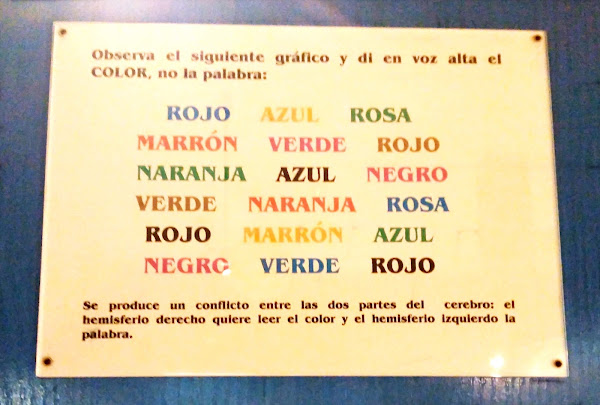 Observa el siguiente gráfico y di en voz alta el
COLOR, no la palabra:
ROJO AZUL ROSA
MARRÓN VERDE ROJO
NARANJA AZUL NEGRO
VERDE NARANJA ROSA
ROJO MARRÓN AZUL
NEGRO VERDE ROJO
Se produce un conflicto entre las dos partes del cerebro: el
hemisferio derecho quiere leer el color y el hemisferio izquierdo la
palabra.